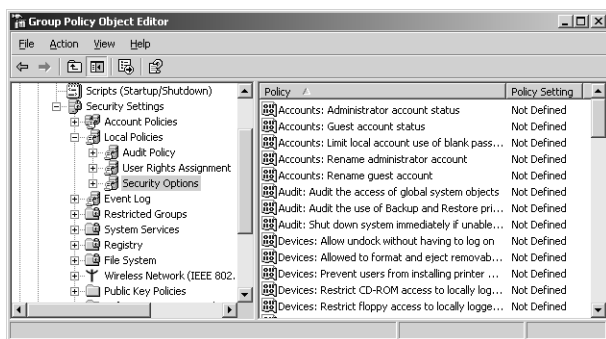 Group Policy Object Editor
File Action View Help
Scripts (Startup/Shutdown)
Security Settings
Account Policies
Local Policies
Audit Policy
User Rights Assignment
Security Options
Event Log
Restricted Groups
System Services
Registry
File System
Wireless Network (IEEE 802.
Public Key Policies
Policy Policy Setting
Accounts: Administrator account status Not Defined
Accounts: Guest account status Not Defined
Accounts: Limit local account use of blank pass... Not Defined
Accounts: Rename administrator account Not Defined
Accounts: Rename guest account Not Defined
Audit: Audit the access of global system objects Not Defined
Audit: Audit the use of Backup and Restore pri... Not Defined
Audit: Shut down system immediately if unable... Not Defined
Devices: Allow undock without having to log on Not Defined
Devices: Allowed to format and eject removab... Not Defined
Devices: Prevent users from installing printer ... Not Defined
Devices: Restrict CD-ROM access to locally log... Not Defined
Devices: Restrict floppy access to locally logge... Not Defined